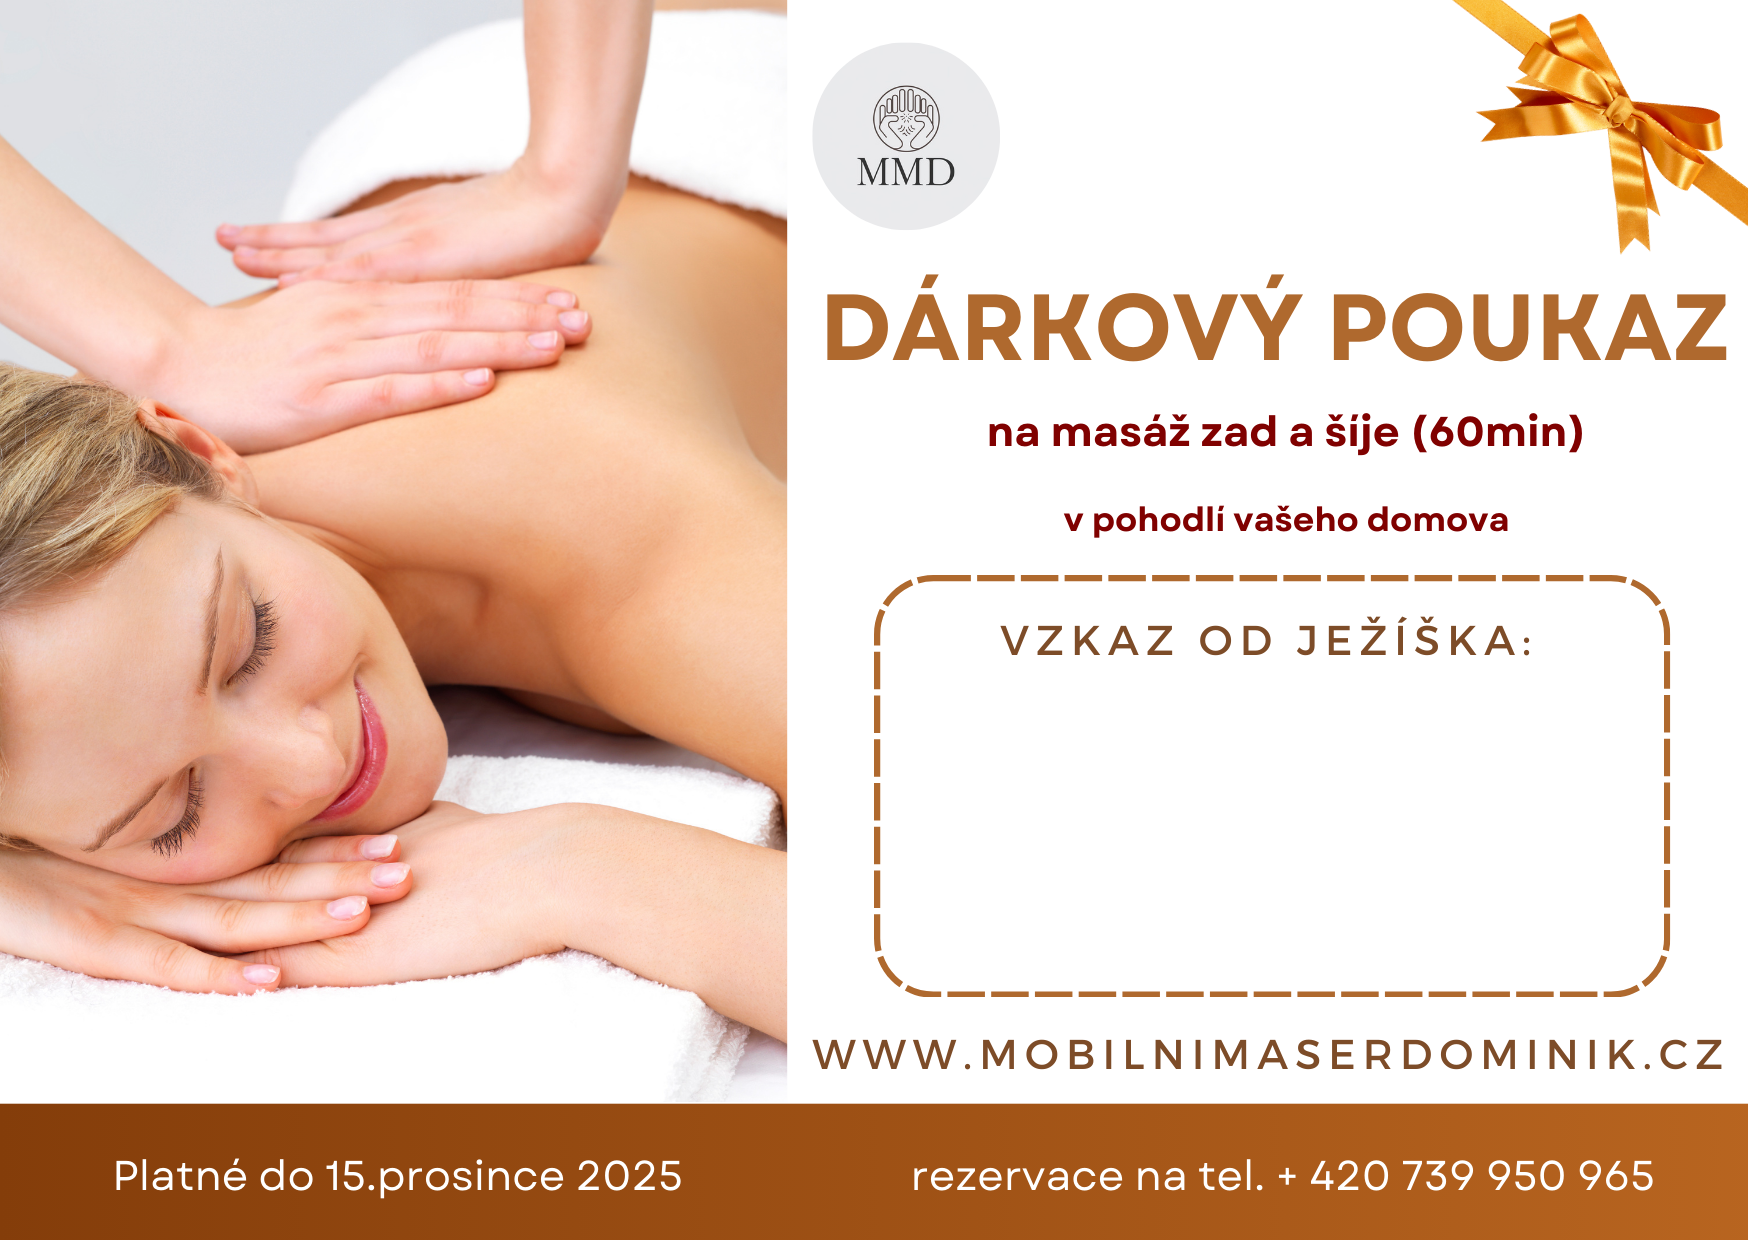 MMD
DÁRKOVÝ POUKAZ
na masáž zad a šíje (60min)
v pohodlí vašeho domova
VZKAZ OD JEŽÍŠKA:
WWW.MOBILNIMASERDOMINIK.CZ
Platné do 15.prosince 2025
rezervace na tel. + 420 739 950 965